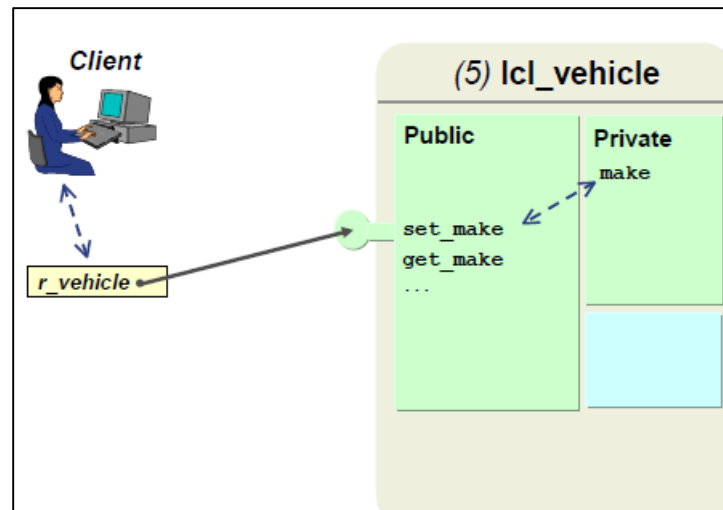 Client
(5) lcl_vehicle
Public
Private
make
set_make
get_make
...
r_vehicle